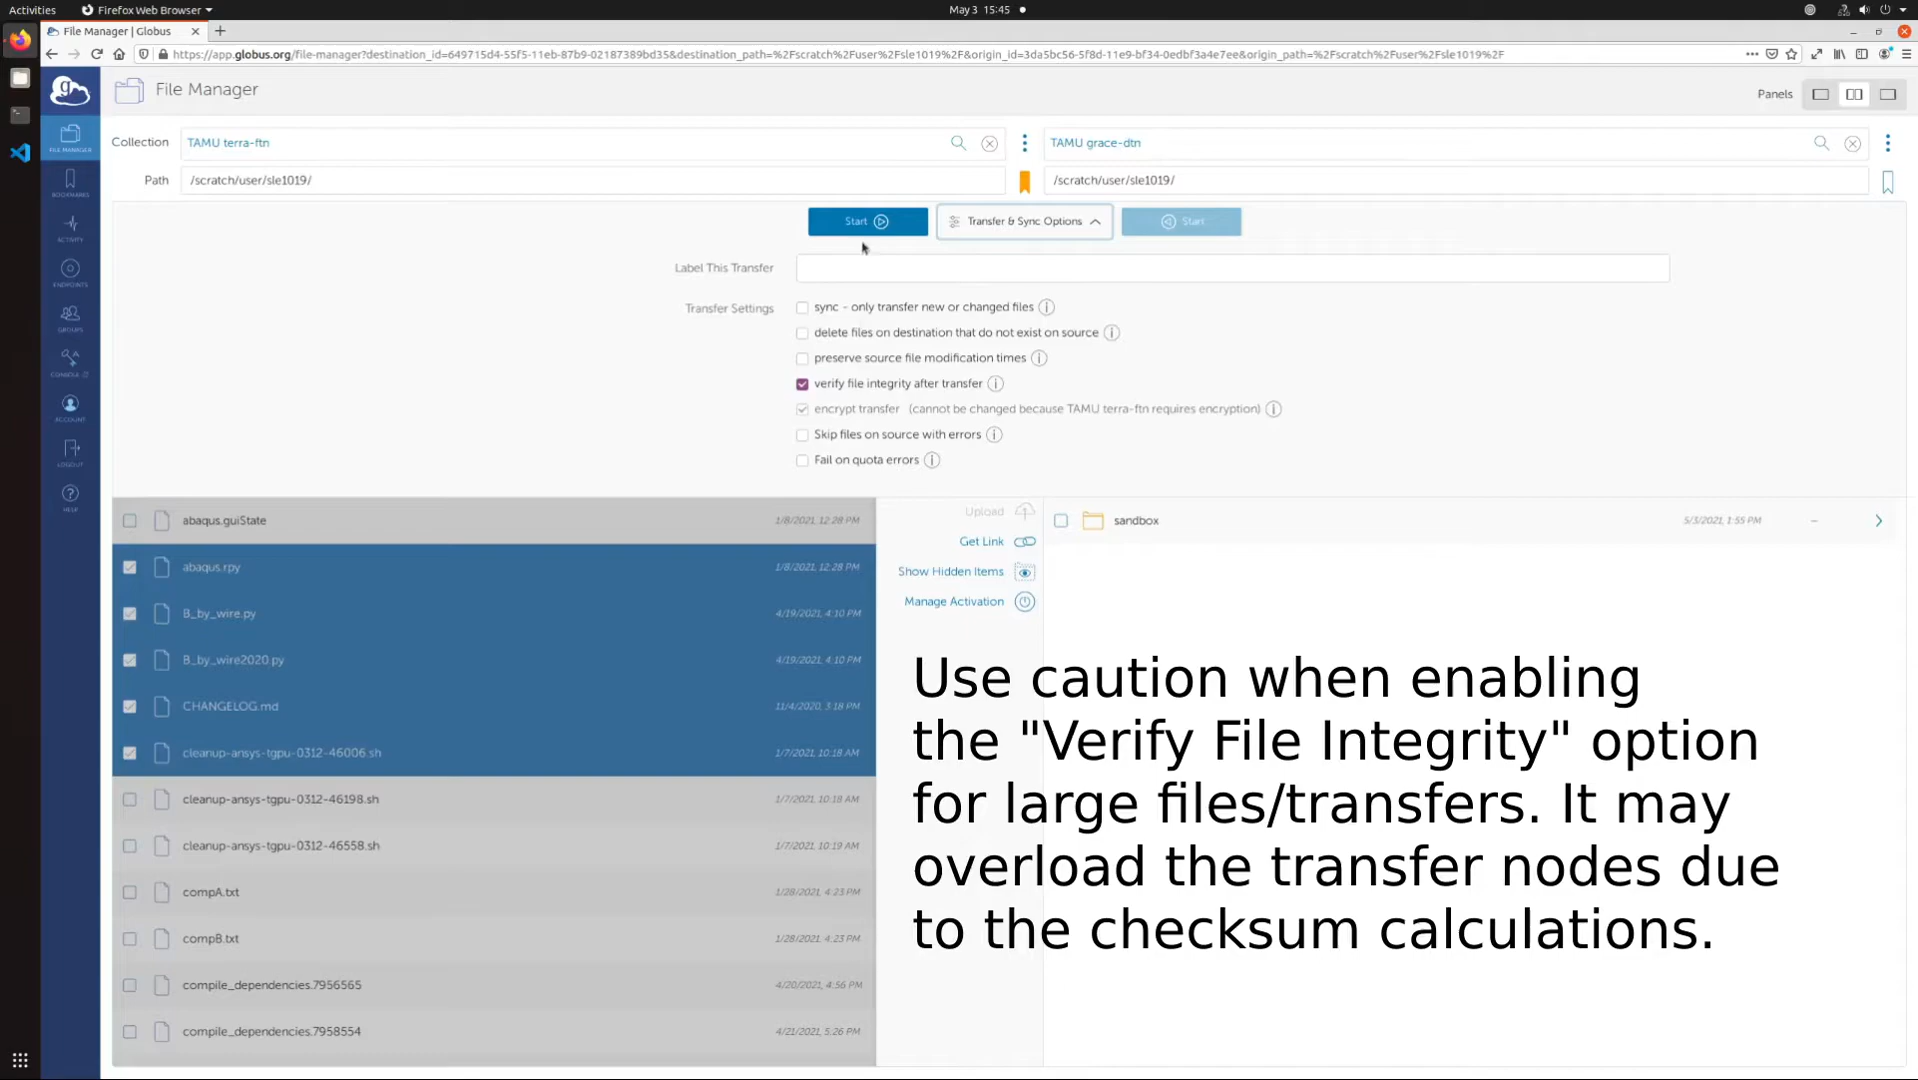 Activities
Firefox Web Browser
May 3 15:45
File Manager | Globus
https://app.globus.org/file-manager?destination_id=649715d4-55f5-11eb-87b9-02187389bd35&destination_path=%2Fscratch%2Fuser%2Fsle1019%2F&origin_id=3da5bc56-5f8d-11e9-bf34-0edbf3a4e7ee&origin_path=%2Fscratch%2Fuser%2Fsle1019%2F
File Manager
Panels
FILE MANAGER
BOOKMARKS
ACTIVITY
ENDPOINTS
GROUPS
CONSOLE
ACCOUNT
LOGOUT
HELP
Collection
TAMU terra-ftn
TAMU grace-dtn
Path
/scratch/user/sle1019/
/scratch/user/sle1019/
Start
Transfer & Sync Options
Start
Label This Transfer
Transfer Settings
sync - only transfer new or changed files
delete files on destination that do not exist on source
preserve source file modification times
verify file integrity after transfer
encrypt transfer (cannot be changed because TAMU terra-ftn requires encryption)
Skip files on source with errors
Fail on quota errors
abaqus.guiState 1/8/2021, 12:28 PM
abaqus.rpy 1/8/2021, 12:28 PM
B_by_wire.py 4/19/2021, 4:10 PM
B_by_wire2020.py 4/19/2021, 4:10 PM
CHANGELOG.md 11/4/2020, 3:18 PM
cleanup-ansys-tgpu-0312-46006.sh 1/7/2021, 10:18 AM
cleanup-ansys-tgpu-0312-46198.sh 1/7/2021, 10:18 AM
cleanup-ansys-tgpu-0312-46558.sh 1/7/2021, 10:19 AM
compA.txt 1/28/2021, 4:23 PM
compB.txt 1/28/2021, 4:23 PM
compile_dependencies.7956565 4/20/2021, 4:56 PM
compile_dependencies.7958554 4/21/2021, 5:26 PM
Upload
Get Link
Show Hidden Items
Manage Activation
sandbox 5/3/2021, 1:55 PM –
Use caution when enabling
the "Verify File Integrity" option
for large files/transfers. It may
overload the transfer nodes due
to the checksum calculations.